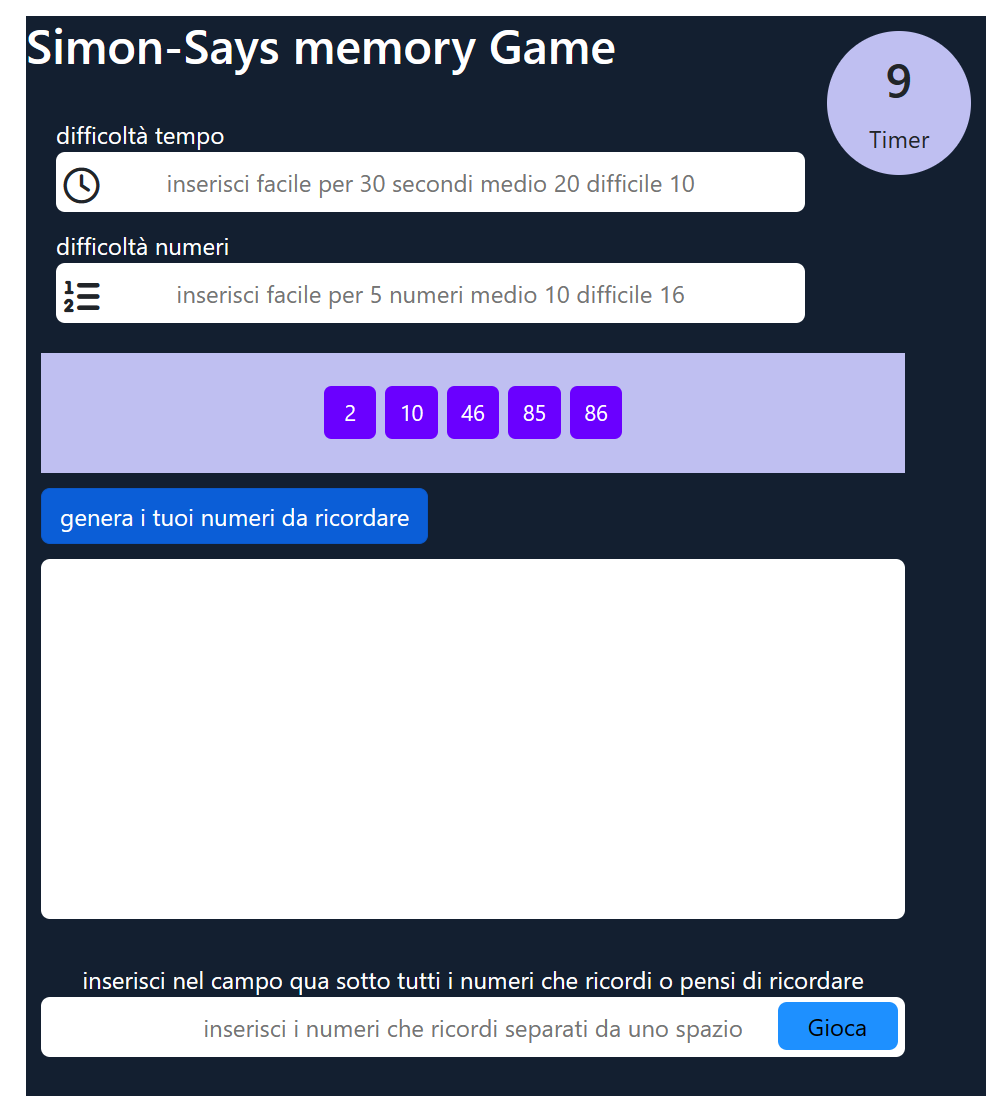 Simon-Says memory Game
9
Timer
difficoltà tempo
inserisci facile per 30 secondi medio 20 difficile 10
difficoltà numeri
1
2
inserisci facile per 5 numeri medio 10 difficile 16
2 10 46 85 86
genera i tuoi numeri da ricordare
inserisci nel campo qua sotto tutti i numeri che ricordi o pensi di ricordare
inserisci i numeri che ricordi separati da uno spazio
Gioca